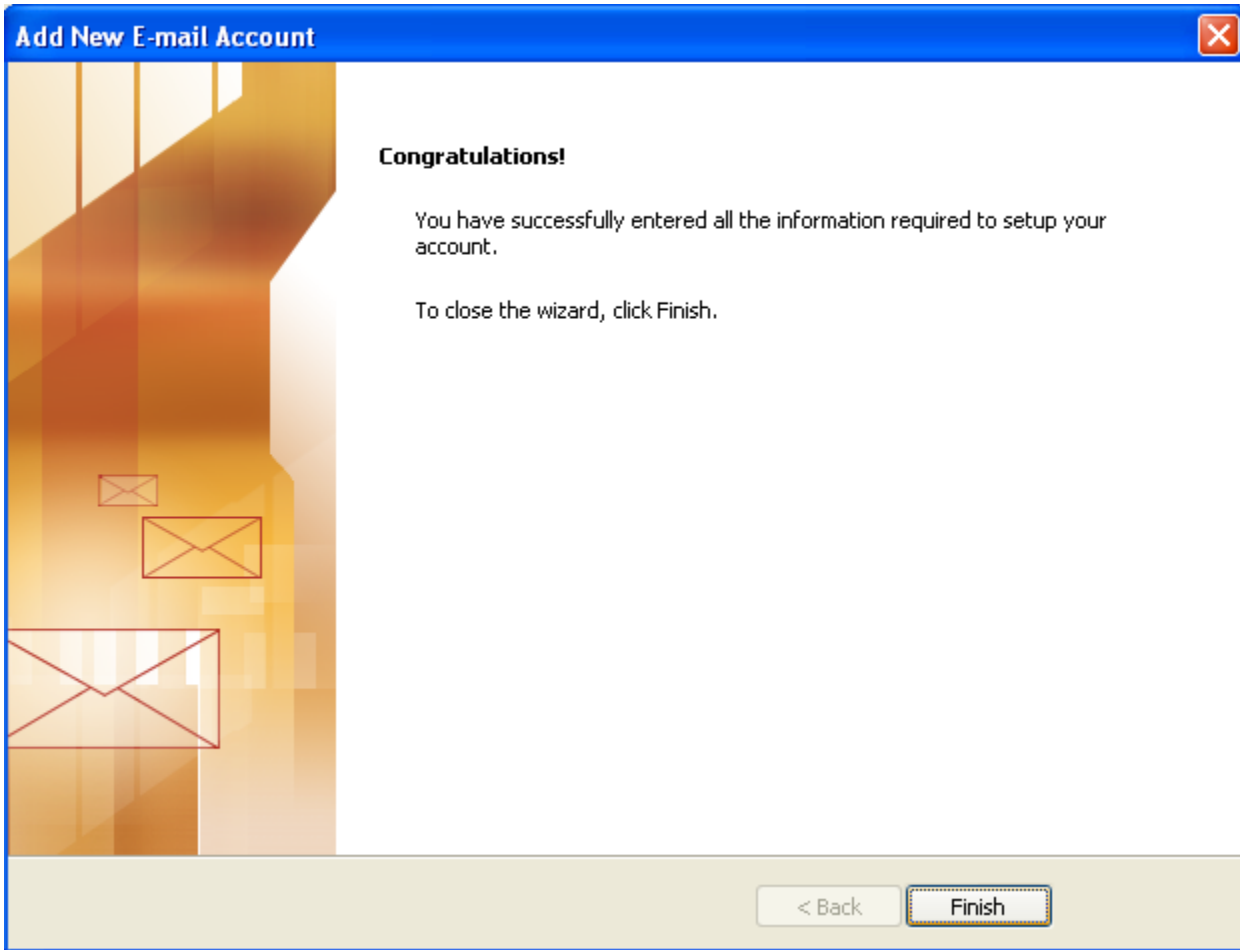 Add New E-mail Account
Congratulations!
You have successfully entered all the information required to setup your
account.
To close the wizard, click Finish.
< Back
Finish